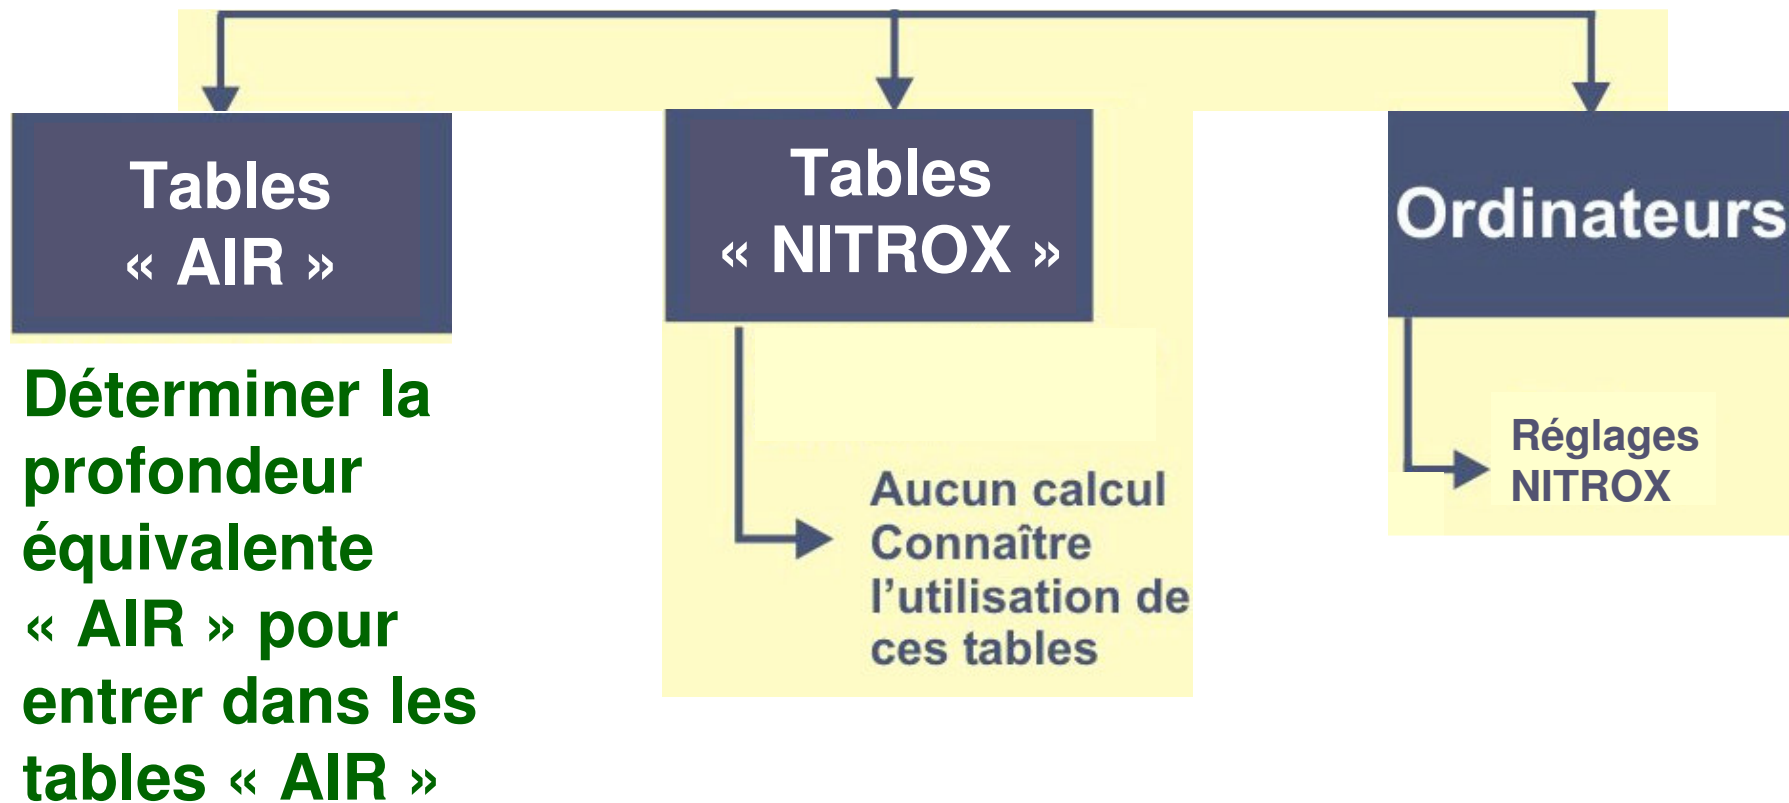 Tables
« AIR »
Déterminer la
profondeur
équivalente
« AIR » pour
entrer dans les
tables « AIR »
Tables
« NITROX »
Aucun calcul
Connaître
l’utilisation de
ces tables
Ordinateurs
Réglages
NITROX